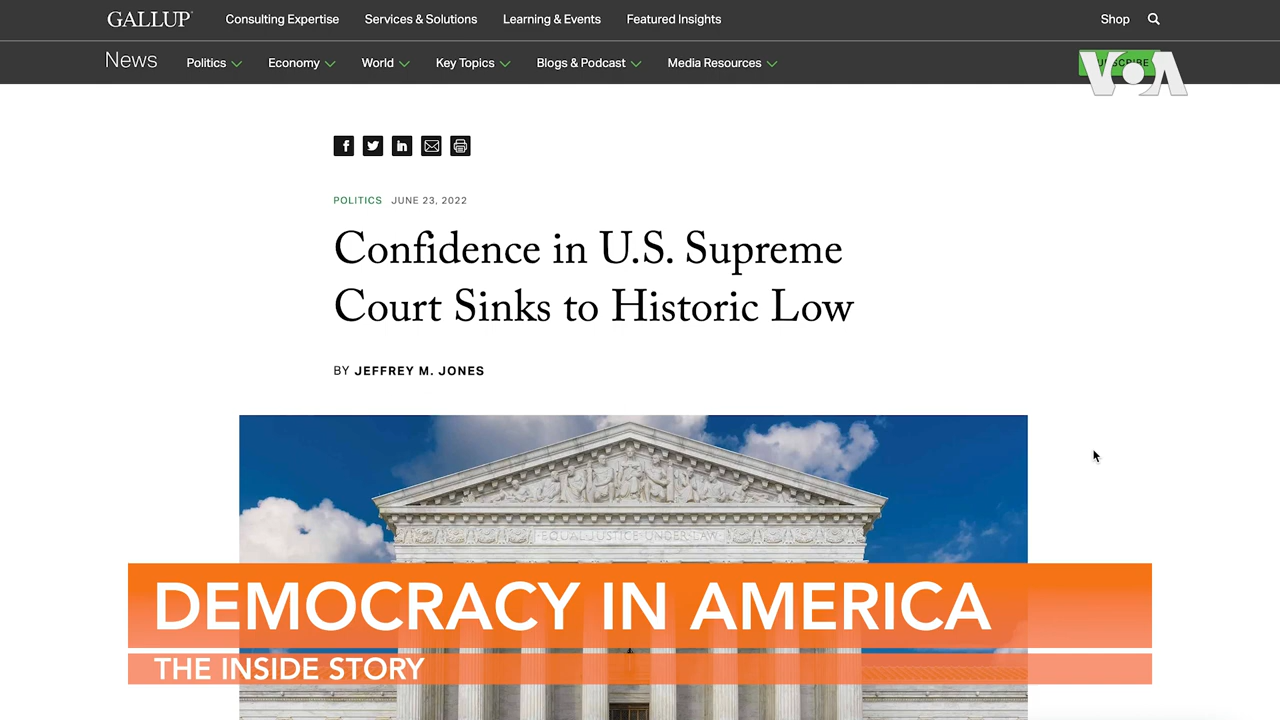 GALLUP
Consulting Expertise
Services & Solutions
Learning & Events
Featured Insights
Shop
News
Politics
Economy
World
Key Topics
Blogs & Podcast
Media Resources
VOA
POLITICS JUNE 23, 2022
Confidence in U.S. Supreme
Court Sinks to Historic Low
BY JEFFREY M. JONES
EQUAL JUSTICE UNDER LAW
DEMOCRACY IN AMERICA
THE INSIDE STORY